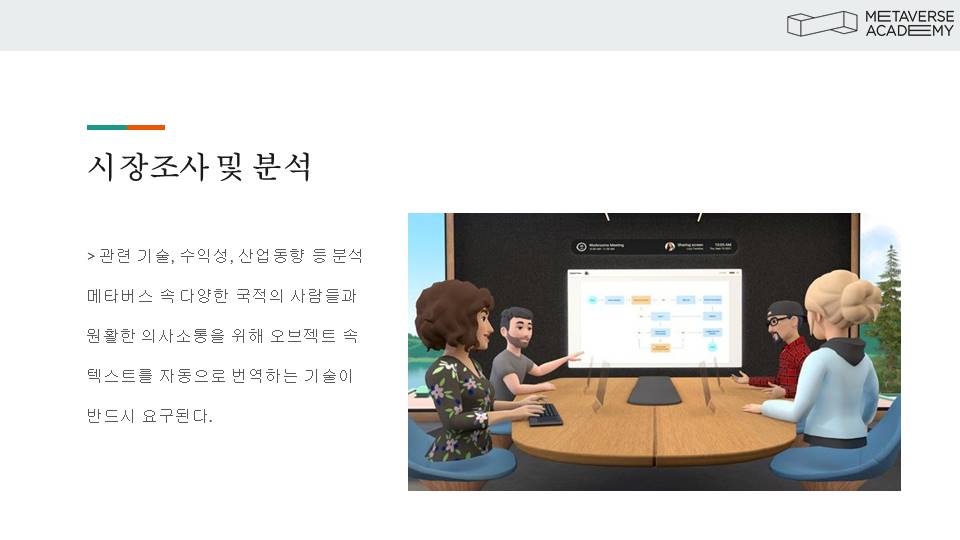 METAVERSE
ACADEMY
시장조사 및 분석
> 관련 기술, 수익성, 산업동향 등 분석
메타버스 속 다양한 국적의 사람들과
원활한 의사소통을 위해 오브젝트 속
텍스트를 자동으로 번역하는 기술이
반드시 요구된다.
Workrooms Meeting
Sharing screen
10:05 AM